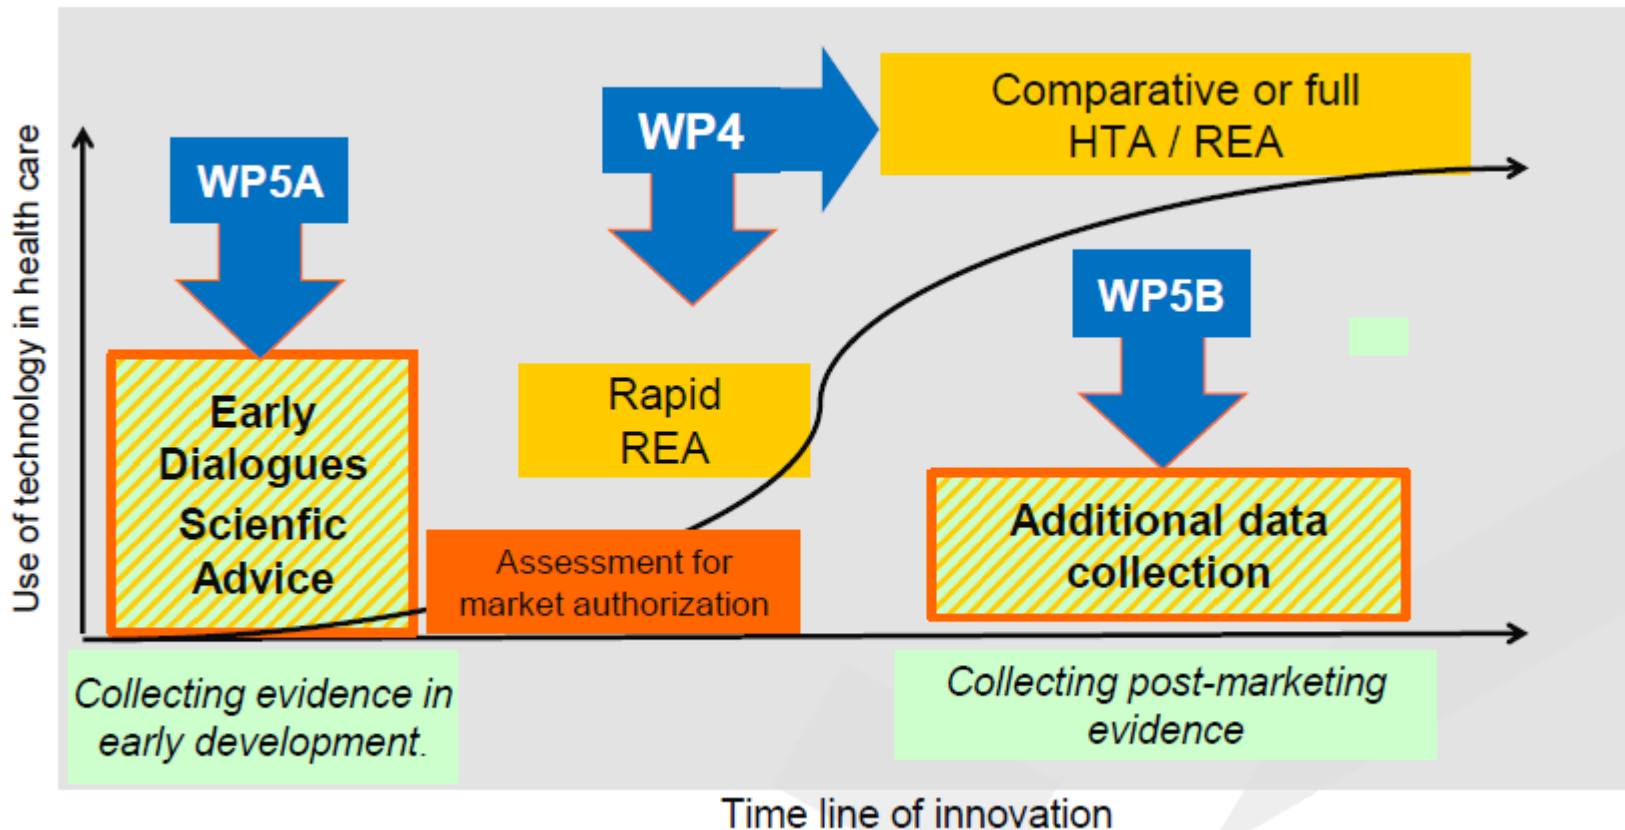 Use of technology in health care
WP5A
WP4
Comparative or full
HTA / REA
WP5B
Early
Dialogues
Scienfic
Advice
Rapid
REA
Assessment for
market authorization
Additional data
collection
Collecting evidence in
early development.
Collecting post-marketing
evidence
Time line of innovation